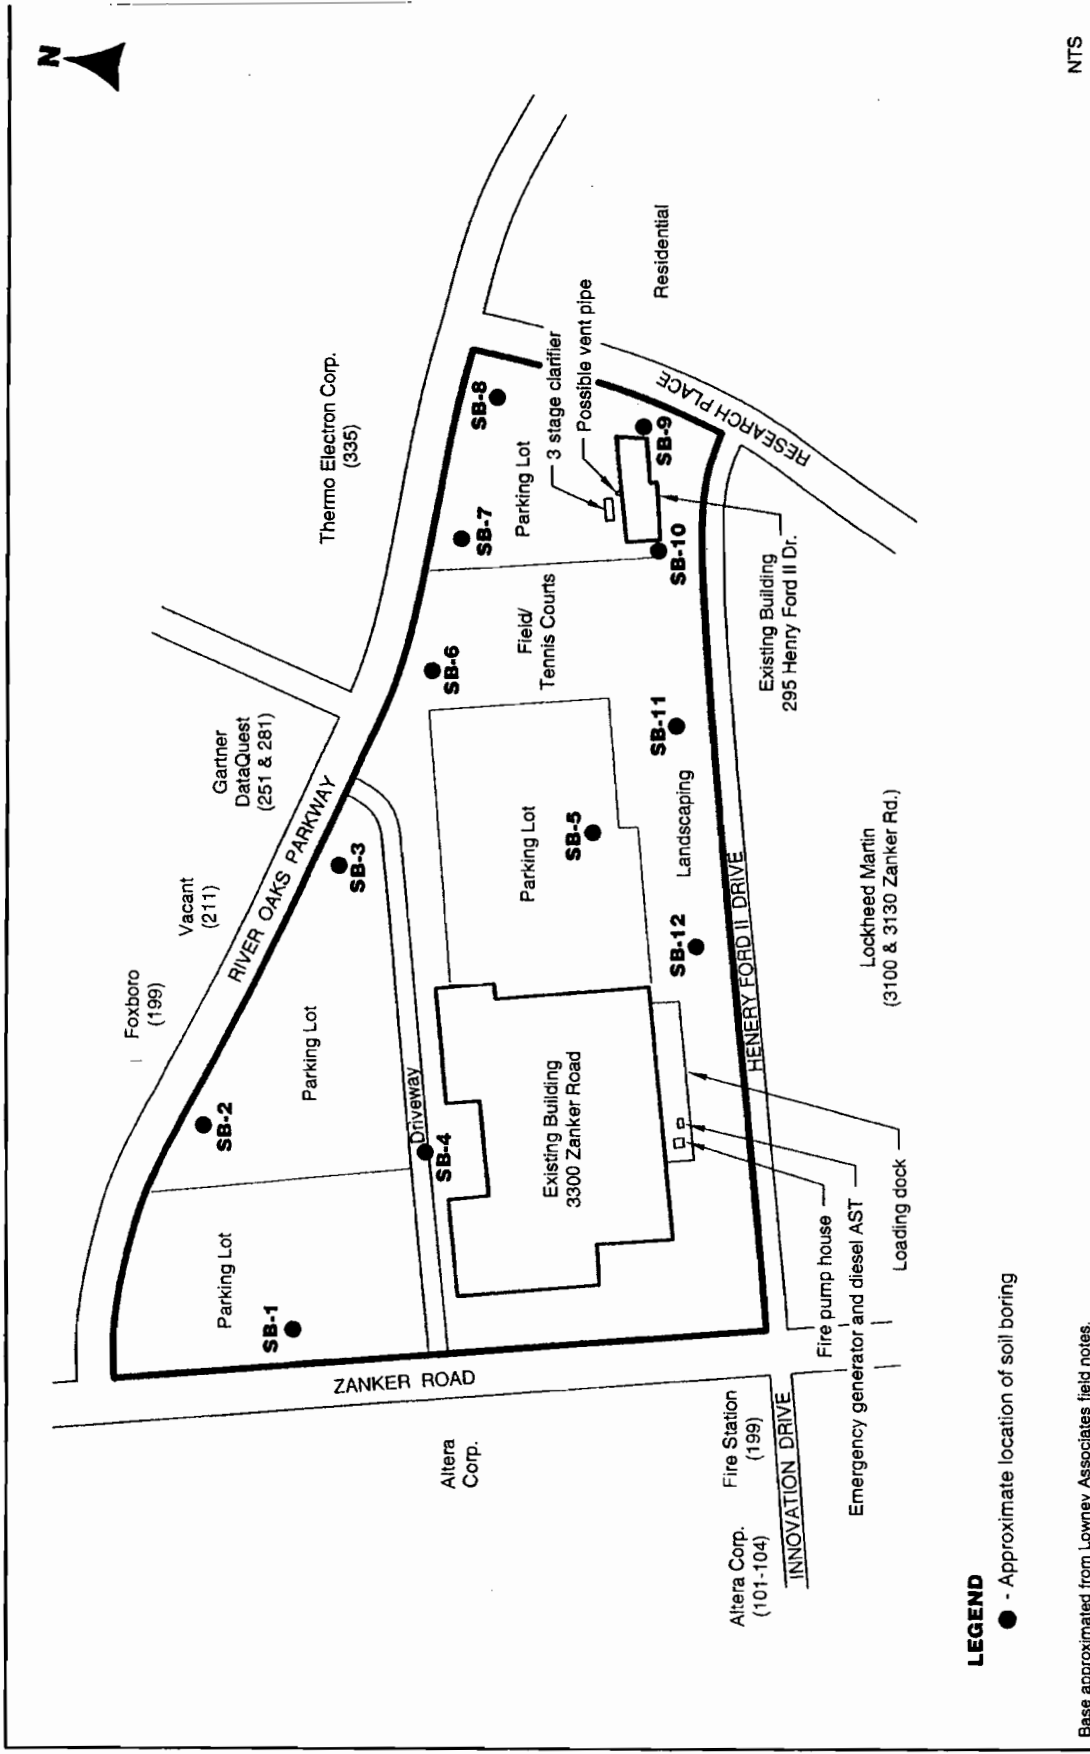 N
Foxboro
(199)
Vacant
(211)
Gartner
DataQuest
(251 & 281)
Thermo Electron Corp.
(335)
RIVER OAKS PARKWAY
Residential
RESEARCH PLACE
Parking Lot
SB-1
SB-2
Parking Lot
SB-3
Driveway
SB-4
Existing Building
3300 Zanker Road
Parking Lot
SB-5
SB-6
Field/
Tennis Courts
SB-7
Parking Lot
SB-8
3 stage clarifier
Possible vent pipe
SB-9
SB-10
SB-11
Landscaping
SB-12
Existing Building
295 Henry Ford II Dr.
HENERY FORD II DRIVE
Lockheed Martin
(3100 & 3130 Zanker Rd.)
ZANKER ROAD
Altera
Corp.
Fire Station
(199)
Altera Corp.
(101-104)
INNOVATION DRIVE
Fire pump house
Emergency generator and diesel AST
Loading dock
LEGEND
● - Approximate location of soil boring
Base approximated from Lowney Associates field notes.
NTS